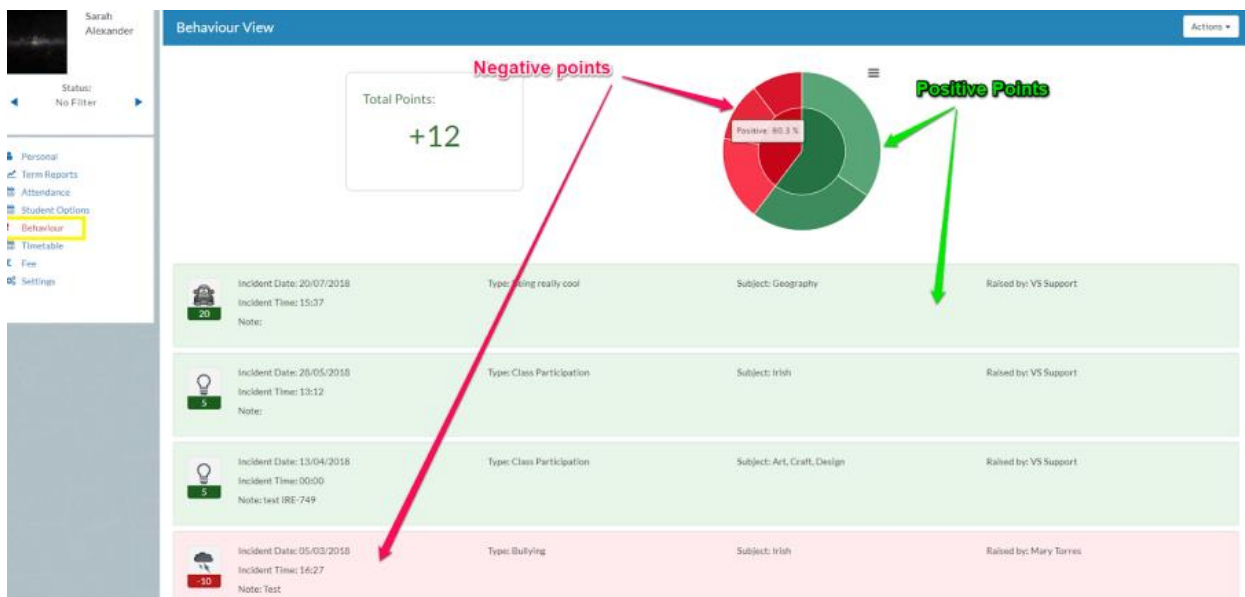 Sarah
Alexander
Status:
No Filter
Personal
Term Reports
Attendance
Student Options
Behaviour
Timetable
Fee
Settings
Behaviour View
Actions
Negative points
Positive Points
Total Points:
+12
Positive: 60.3 %
20
Incident Date: 20/07/2018
Incident Time: 15:37
Note:
Type: Being really cool
Subject: Geography
Raised by: VS Support
5
Incident Date: 28/05/2018
Incident Time: 13:12
Note:
Type: Class Participation
Subject: Irish
Raised by: VS Support
5
Incident Date: 13/04/2018
Incident Time: 00:00
Note: test IRE-749
Type: Class Participation
Subject: Art, Craft, Design
Raised by: VS Support
-10
Incident Date: 05/03/2018
Incident Time: 16:27
Note: Test
Type: Bullying
Subject: Irish
Raised by: Mary Torres